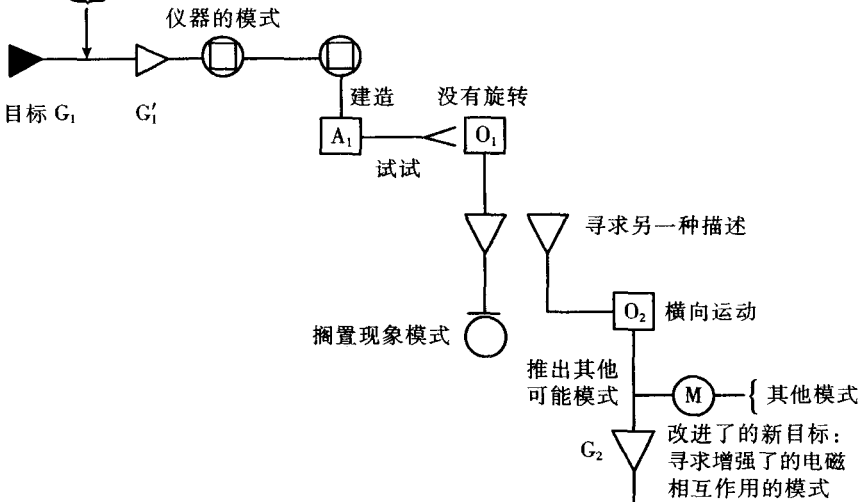 仪器的模式
目标 G₁
G₁′
建造
没有旋转
A₁
O₁
试试
寻求另一种描述
O₂
横向运动
搁置现象模式
推出其他
可能模式
M
其他模式
G₂
改进了的新目标：
寻求增强了的电磁
相互作用的模式